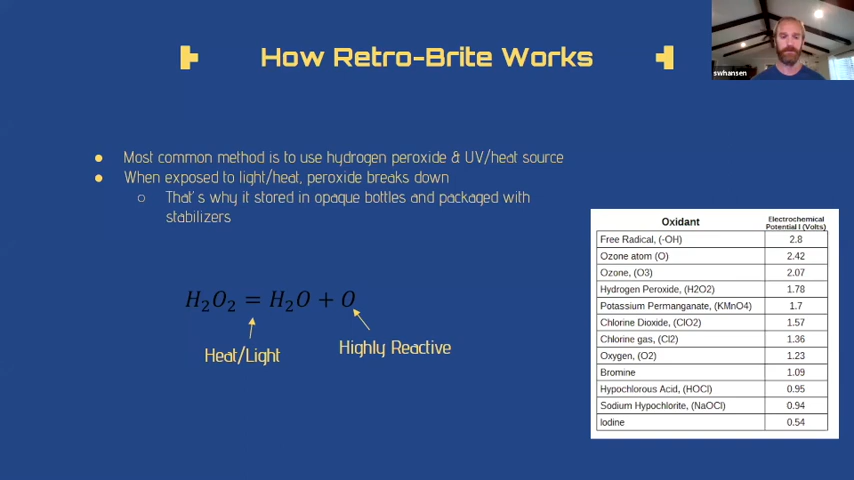 How Retro-Brite Works
swhansen
● Most common method is to use hydrogen peroxide & UV/heat source
● When exposed to light/heat, peroxide breaks down
○ That's why it stored in opaque bottles and packaged with
stabilizers
H₂O₂ = H₂O + O
Heat/Light
Highly Reactive
Oxidant Electrochemical
Potential I (Volts)
Free Radical, (-OH) 2.8
Ozone atom (O) 2.42
Ozone, (O3) 2.07
Hydrogen Peroxide, (H2O2) 1.78
Potassium Permanganate, (KMnO4) 1.7
Chlorine Dioxide, (ClO2) 1.57
Chlorine gas, (Cl2) 1.36
Oxygen, (O2) 1.23
Bromine 1.09
Hypochlorous Acid, (HOCl) 0.95
Sodium Hypochlorite, (NaOCl) 0.94
Iodine 0.54